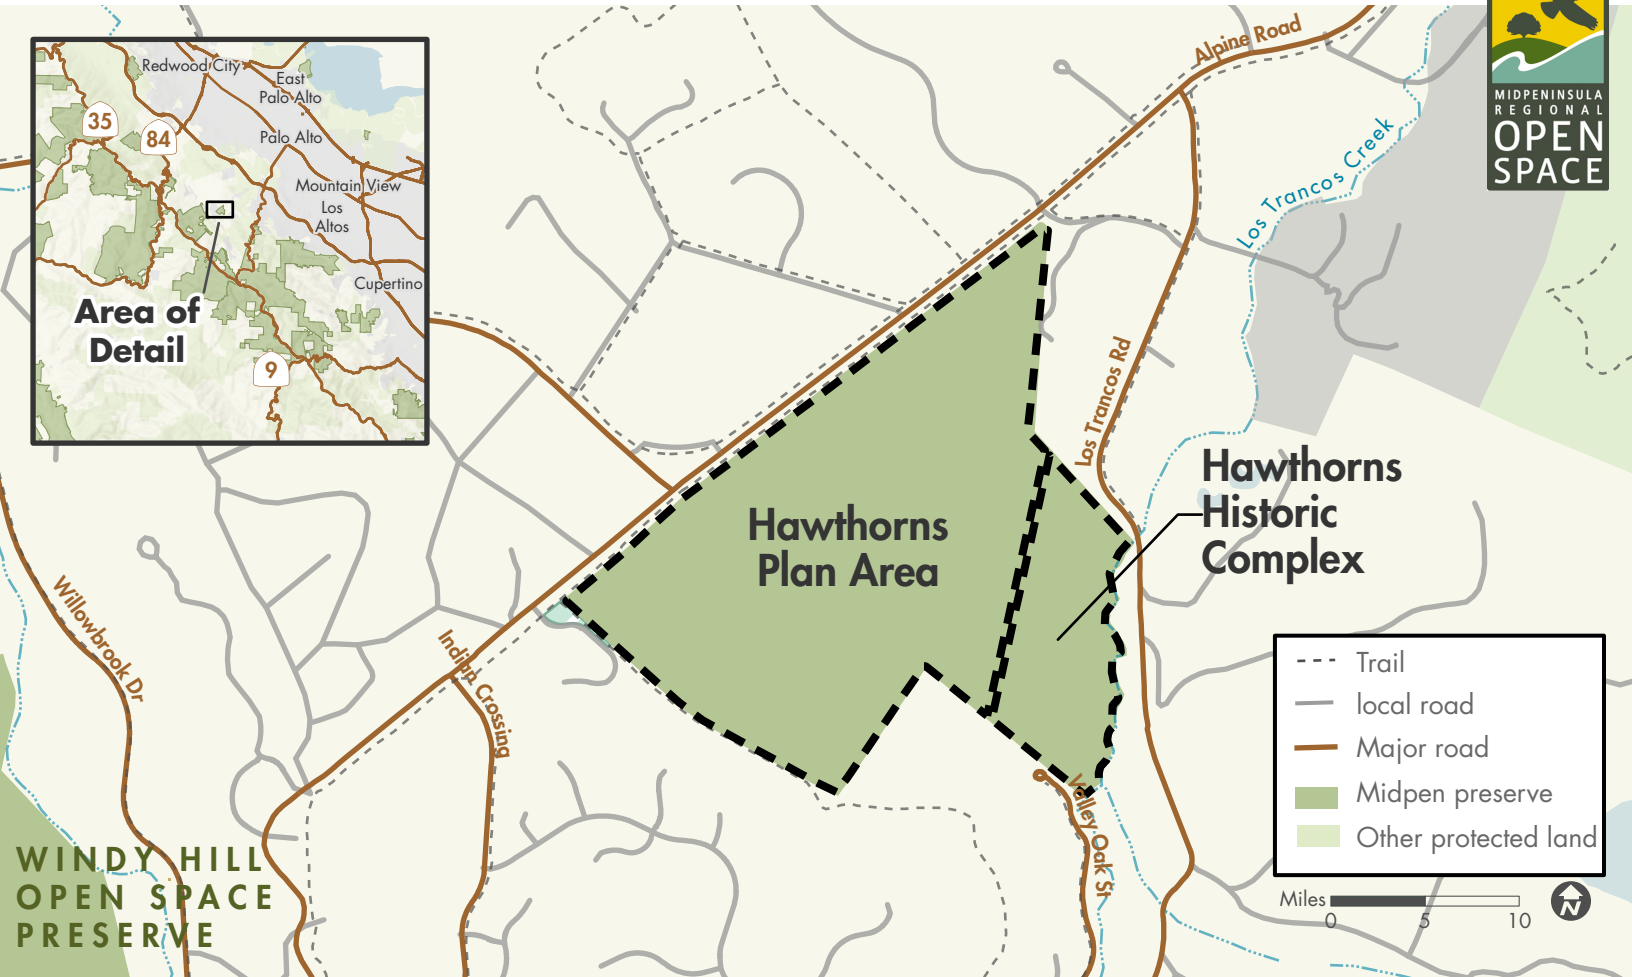 Redwood City
East
Palo Alto
35
84
Palo Alto
Mountain View
Los
Altos
Cupertino
Area of
Detail
9
Alpine Road
MIDPENINSULA
REGIONAL
OPEN
SPACE
Los Trancos Creek
Los Trancos Rd
Hawthorns
Historic
Complex
Hawthorns
Plan Area
Willowbrook Dr
Indian Crossing
Valley Oak St
WINDY HILL
OPEN SPACE
PRESERVE
Trail
local road
Major road
Midpen preserve
Other protected land
Miles
0 5 10
N